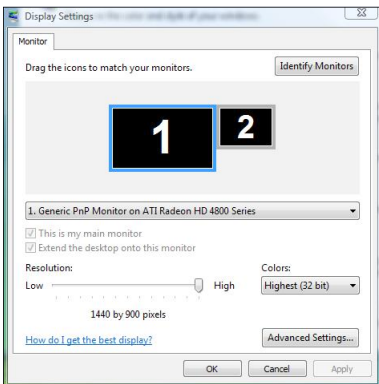 Display Settings
Monitor
Drag the icons to match your monitors.
Identify Monitors
1
2
1. Generic PnP Monitor on ATI Radeon HD 4800 Series
This is my main monitor
Extend the desktop onto this monitor
Resolution:
Colors:
Low
High
Highest (32 bit)
1440 by 900 pixels
How do I get the best display?
Advanced Settings...
OK
Cancel
Apply